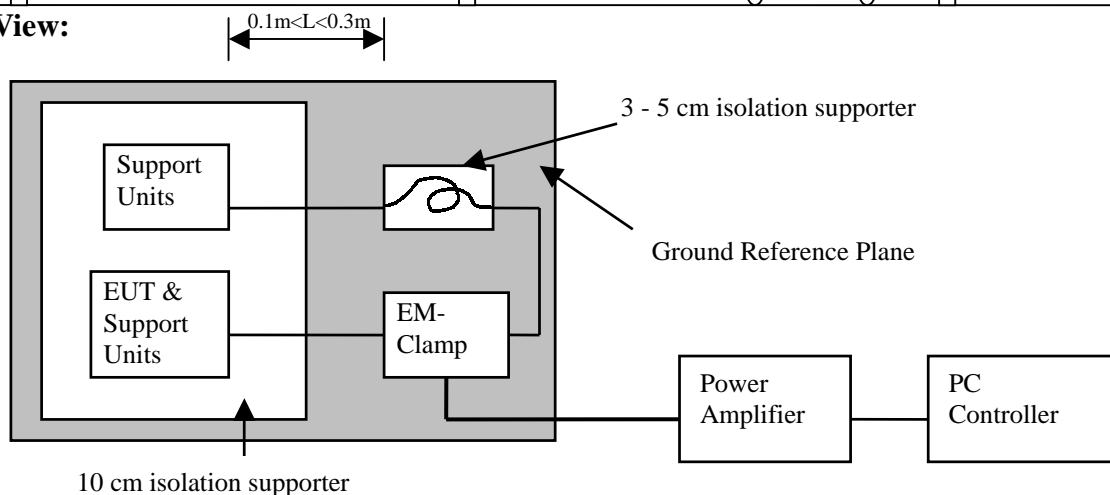 View:
0.1m<L<0.3m
3 - 5 cm isolation supporter
Support
Units
Ground Reference Plane
EUT &
Support
Units
EM-
Clamp
Power
Amplifier
PC
Controller
10 cm isolation supporter